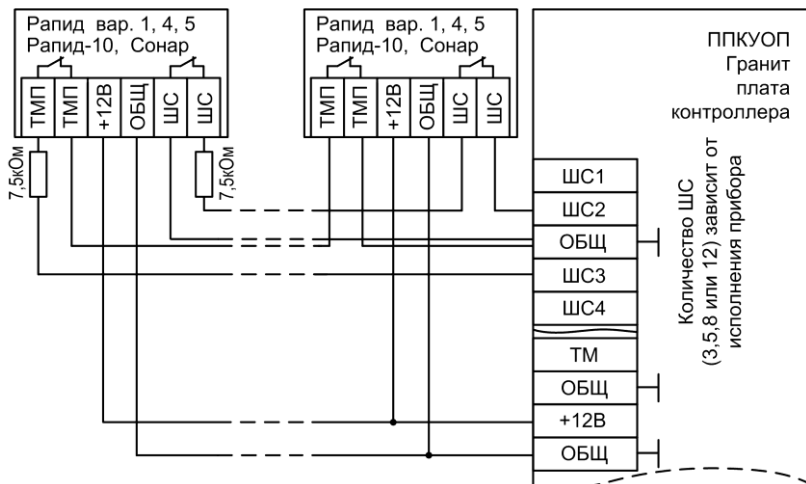 Рапид вар. 1, 4, 5
Рапид-10, Сонар
ТМП
ТМП
+12В
ОБЩ
ШС
ШС
7,5кОм
7,5кОм
Рапид вар. 1, 4, 5
Рапид-10, Сонар
ТМП
ТМП
+12В
ОБЩ
ШС
ШС
ППКУОП
Гранит
плата
контроллера
ШС1
ШС2
ОБЩ
ШС3
ШС4
ТМ
ОБЩ
+12В
ОБЩ
Количество ШС
(3,5,8 или 12) зависит от
исполнения прибора